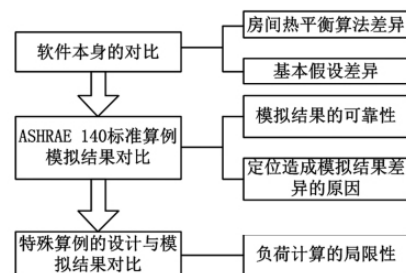 房间热平衡算法差异
软件本身的对比
基本假设差异
模拟结果的可靠性
ASHRAE 140标准算例
模拟结果对比
定位造成模拟结果差
异的原因
特殊算例的设计与模
拟结果对比
负荷计算的局限性